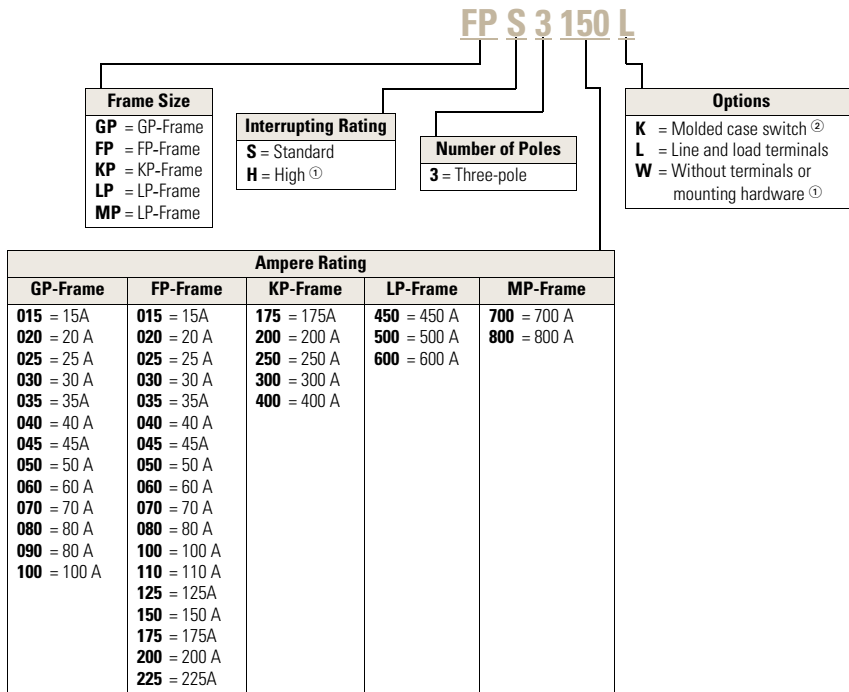 FP S 3 150 L
Frame Size
GP = GP-Frame
FP = FP-Frame
KP = KP-Frame
LP = LP-Frame
MP = LP-Frame
Interrupting Rating
S = Standard
H = High ①
Number of Poles
3 = Three-pole
Options
K = Molded case switch ②
L = Line and load terminals
W = Without terminals or
mounting hardware ①
Ampere Rating
GP-Frame
015 = 15A
020 = 20 A
025 = 25 A
030 = 30 A
035 = 35A
040 = 40 A
045 = 45A
050 = 50 A
060 = 60 A
070 = 70 A
080 = 80 A
090 = 80 A
100 = 100 A
FP-Frame
015 = 15A
020 = 20 A
025 = 25 A
030 = 30 A
035 = 35A
040 = 40 A
045 = 45A
050 = 50 A
060 = 60 A
070 = 70 A
080 = 80 A
100 = 100 A
110 = 110 A
125 = 125A
150 = 150 A
175 = 175A
200 = 200 A
225 = 225A
KP-Frame
175 = 175A
200 = 200 A
250 = 250 A
300 = 300 A
400 = 400 A
LP-Frame
450 = 450 A
500 = 500 A
600 = 600 A
MP-Frame
700 = 700 A
800 = 800 A